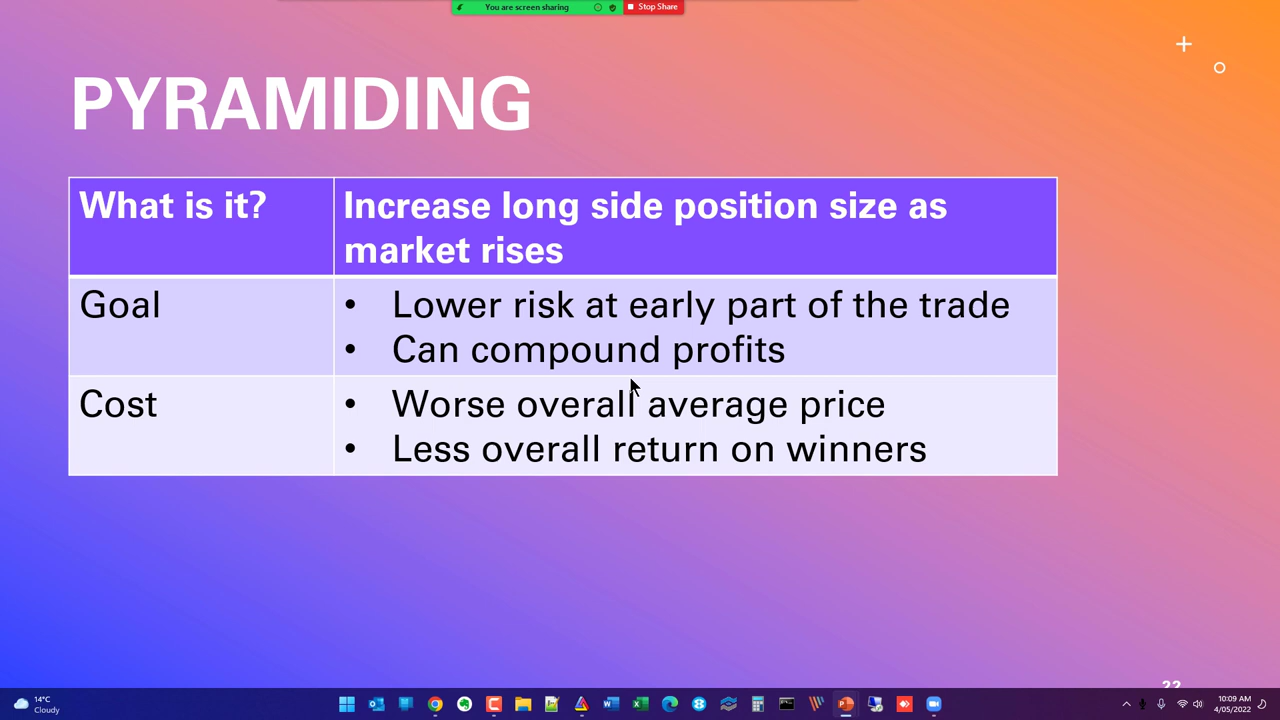 You are screen sharing
Stop Share
PYRAMIDING
What is it?
Increase long side position size as
market rises
Goal
• Lower risk at early part of the trade
• Can compound profits
Cost
• Worse overall average price
• Less overall return on winners
22
14°C
Cloudy
10:09 AM
4/05/2022